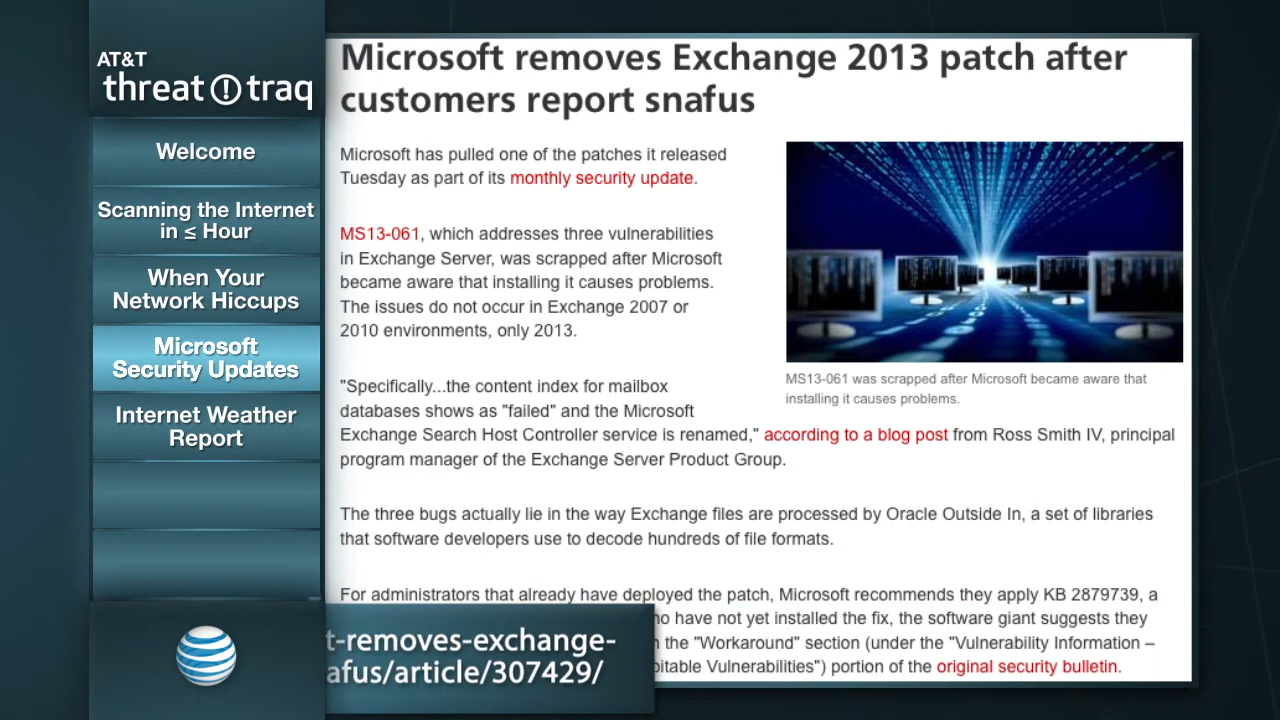 AT&T
threat traq
Welcome
Scanning the Internet
in ≤ Hour
When Your
Network Hiccups
Microsoft
Security Updates
Internet Weather
Report
Microsoft removes Exchange 2013 patch after
customers report snafus
Microsoft has pulled one of the patches it released
Tuesday as part of its monthly security update.
MS13-061, which addresses three vulnerabilities
in Exchange Server, was scrapped after Microsoft
became aware that installing it causes problems.
The issues do not occur in Exchange 2007 or
2010 environments, only 2013.
MS13-061 was scrapped after Microsoft became aware that
installing it causes problems.
"Specifically...the content index for mailbox
databases shows as "failed" and the Microsoft
Exchange Search Host Controller service is renamed," according to a blog post from Ross Smith IV, principal
program manager of the Exchange Server Product Group.
The three bugs actually lie in the way Exchange files are processed by Oracle Outside In, a set of libraries
that software developers use to decode hundreds of file formats.
For administrators that already have deployed the patch, Microsoft recommends they apply KB 2879739, a
have not yet installed the fix, the software giant suggests they
the "Workaround" section (under the "Vulnerability Information –
Vulnerabilities") portion of the original security bulletin.
t-removes-exchange-
afus/article/307429/